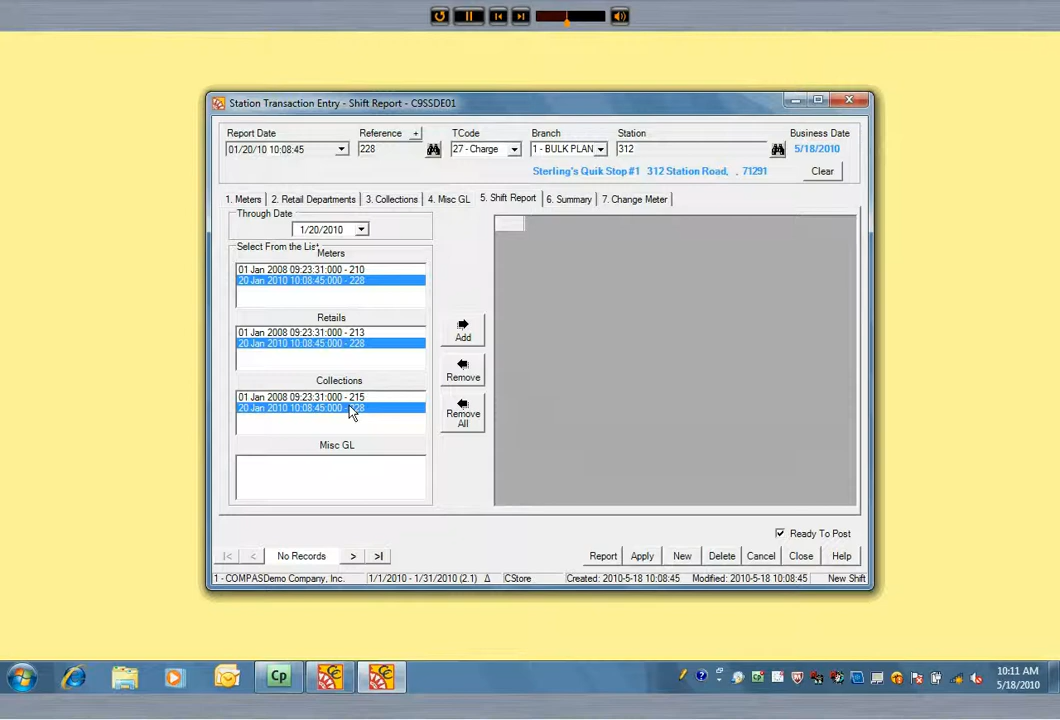 Station Transaction Entry - Shift Report - C9SSDE01
Report Date Reference + TCode Branch Station Business Date
01/20/10 10:08:45 228 27 - Charge 1 - BULK PLAN 312 5/18/2010
Sterling's Quik Stop #1 312 Station Road, , 71291 Clear
1. Meters 2. Retail Departments 3. Collections 4. Misc GL 5. Shift Report 6. Summary 7. Change Meter
Through Date
1/20/2010
Select From the List
Meters
01 Jan 2008 09:23:31:000 - 210
20 Jan 2010 10:08:45:000 - 228
Retails
01 Jan 2008 09:23:31:000 - 213
20 Jan 2010 10:08:45:000 - 228
Collections
01 Jan 2008 09:23:31:000 - 215
20 Jan 2010 10:08:45:000 - 228
Misc GL
Add
Remove
Remove
All
Ready To Post
|< < No Records > >| Report Apply New Delete Cancel Close Help
1 - COMPASDemo Company, Inc. 1/1/2010 - 1/31/2010 (2.1) Δ CStore Created: 2010-5-18 10:08:45 Modified: 2010-5-18 10:08:45 New Shift
Cp
10:11 AM
5/18/2010